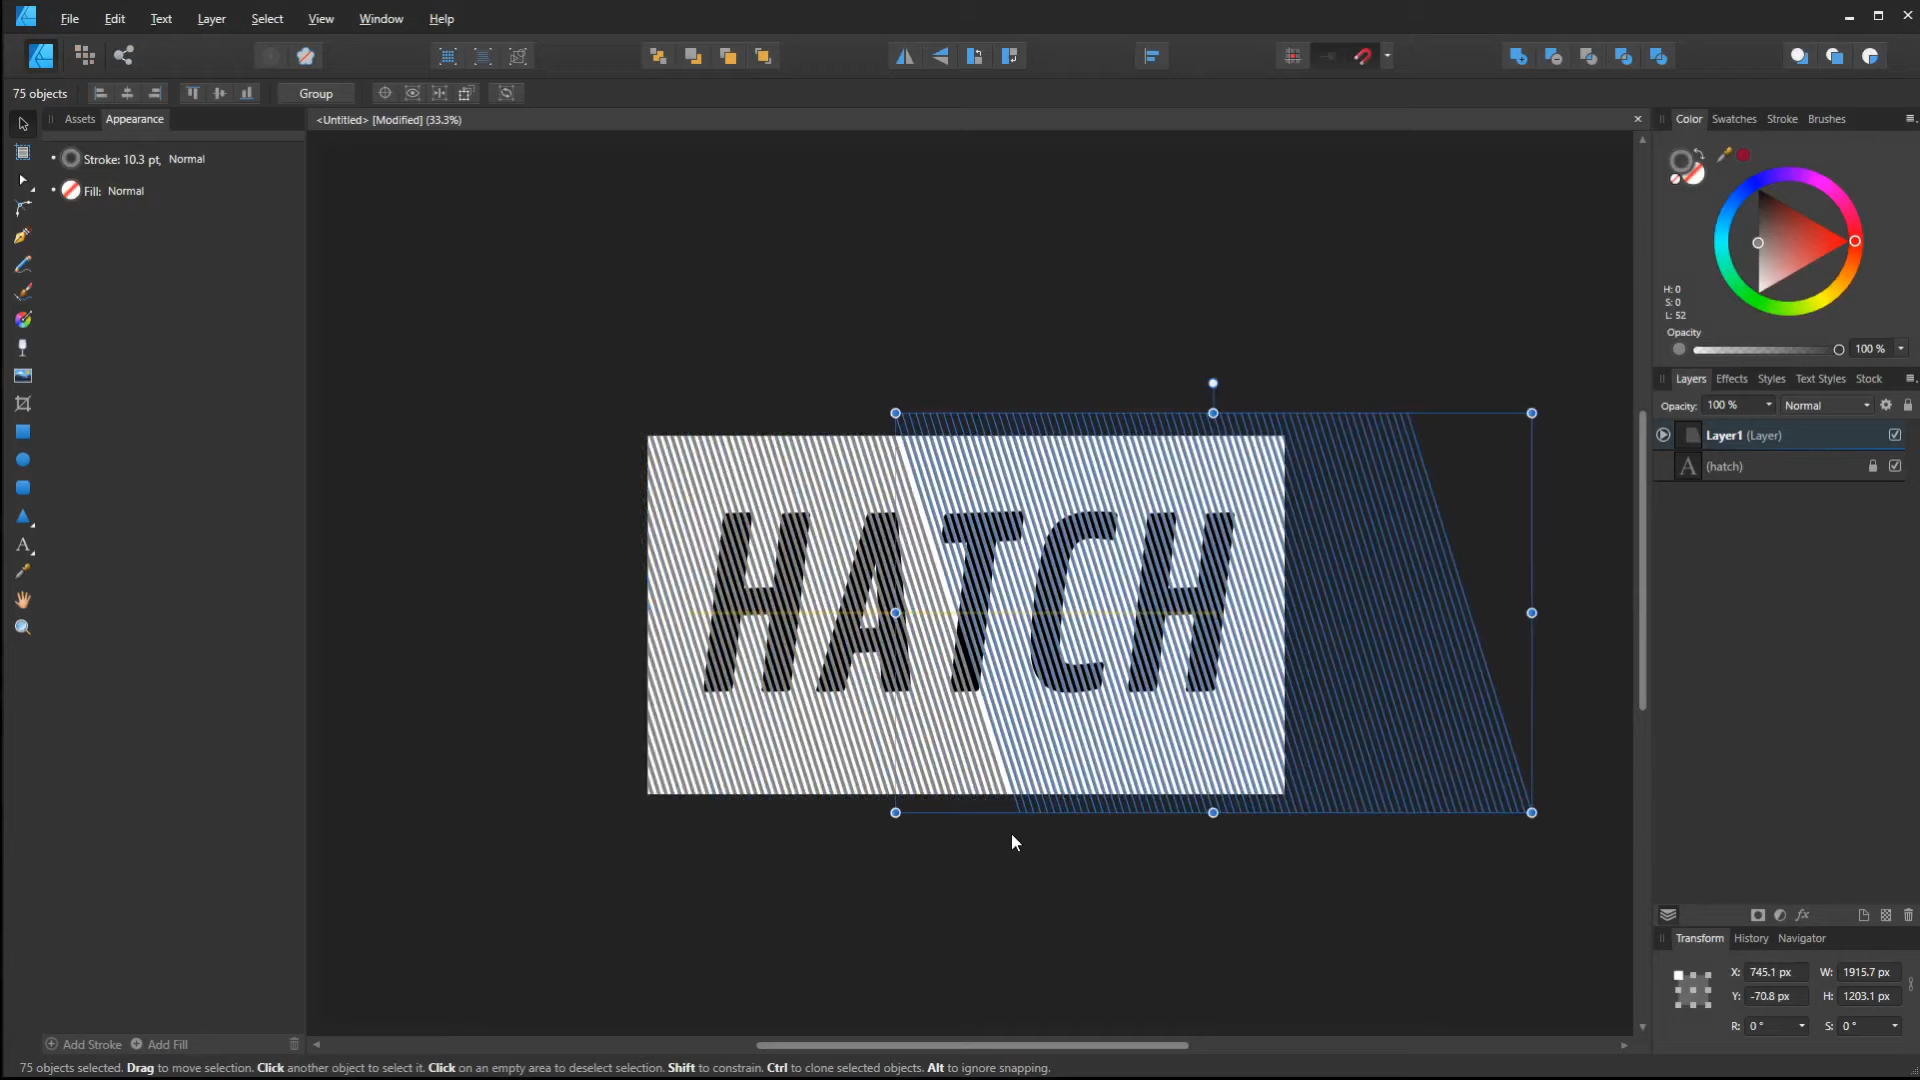 File Edit Text Layer Select View Window Help
75 objects Group
Assets Appearance
<Untitled> [Modified] (33.3%)
Stroke: 10.3 pt, Normal
Fill: Normal
HATCH
Add Stroke Add Fill
Color Swatches Stroke Brushes
H: 0
S: 0
L: 52
Opacity
100 %
Layers Effects Styles Text Styles Stock
Opacity: 100 % Normal
Layer1 (Layer)
A (hatch)
Transform History Navigator
X: 745.1 px W: 1915.7 px
Y: -70.8 px H: 1203.1 px
R: 0 ° S: 0 °
75 objects selected. Drag to move selection. Click another object to select it. Click on an empty area to deselect selection. Shift to constrain. Ctrl to clone selected objects. Alt to ignore snapping.